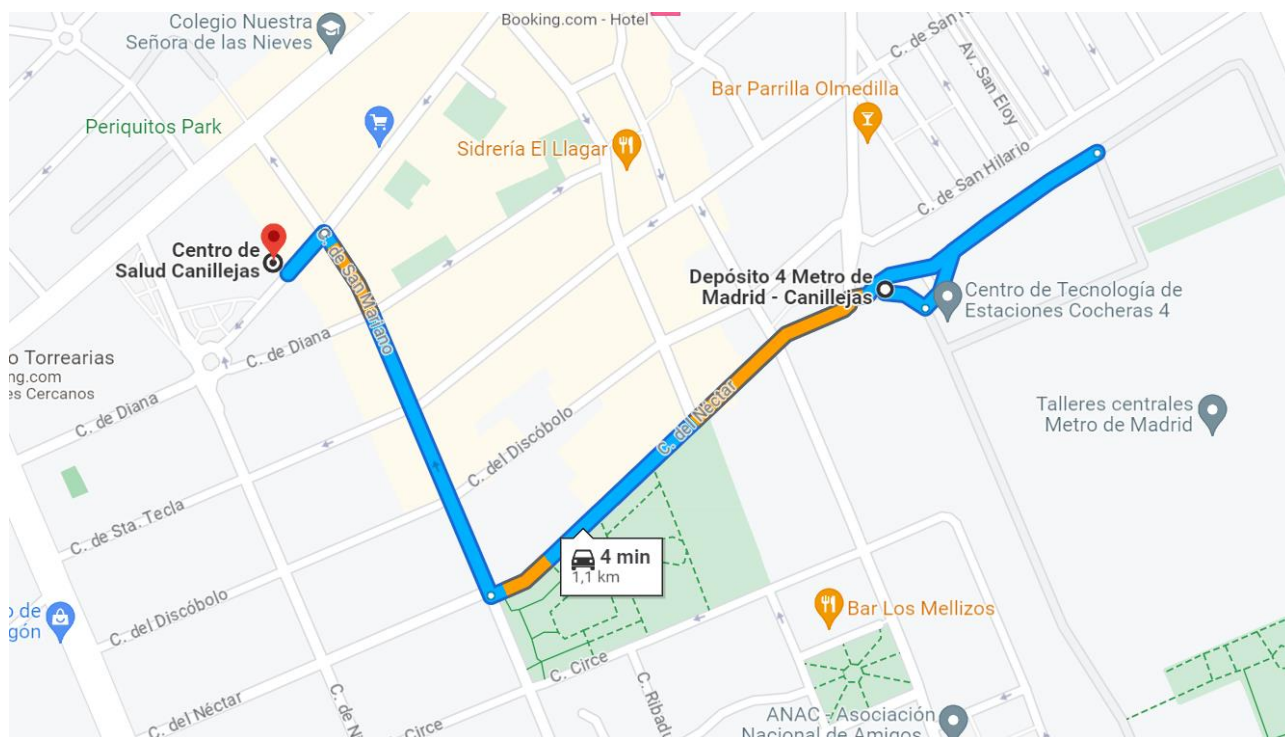 Colegio Nuestra
Señora de las Nieves
Booking.com - Hotel
Periquitos Park
Sidrería El Llagar
Bar Parrilla Olmedilla
Av. San Eloy
C. de San Hilario
Centro de
Salud Canillejas
C. de San Mariano
Depósito 4 Metro de
Madrid - Canillejas
Centro de Tecnología de
Estaciones Cocheras 4
C. de Diana
o Torrearias
ng.com
es Cercanos
C. de Diana
C. del Néctar
Talleres centrales
Metro de Madrid
C. del Discóbolo
C. de Sta. Tecla
4 min
1,1 km
Bar Los Mellizos
o de
gón
C. del Discóbolo
C. Circe
C. del Néctar
C. de N
Circe
C. Ribadu
ANAC - Asociación
Nacional de Amigos